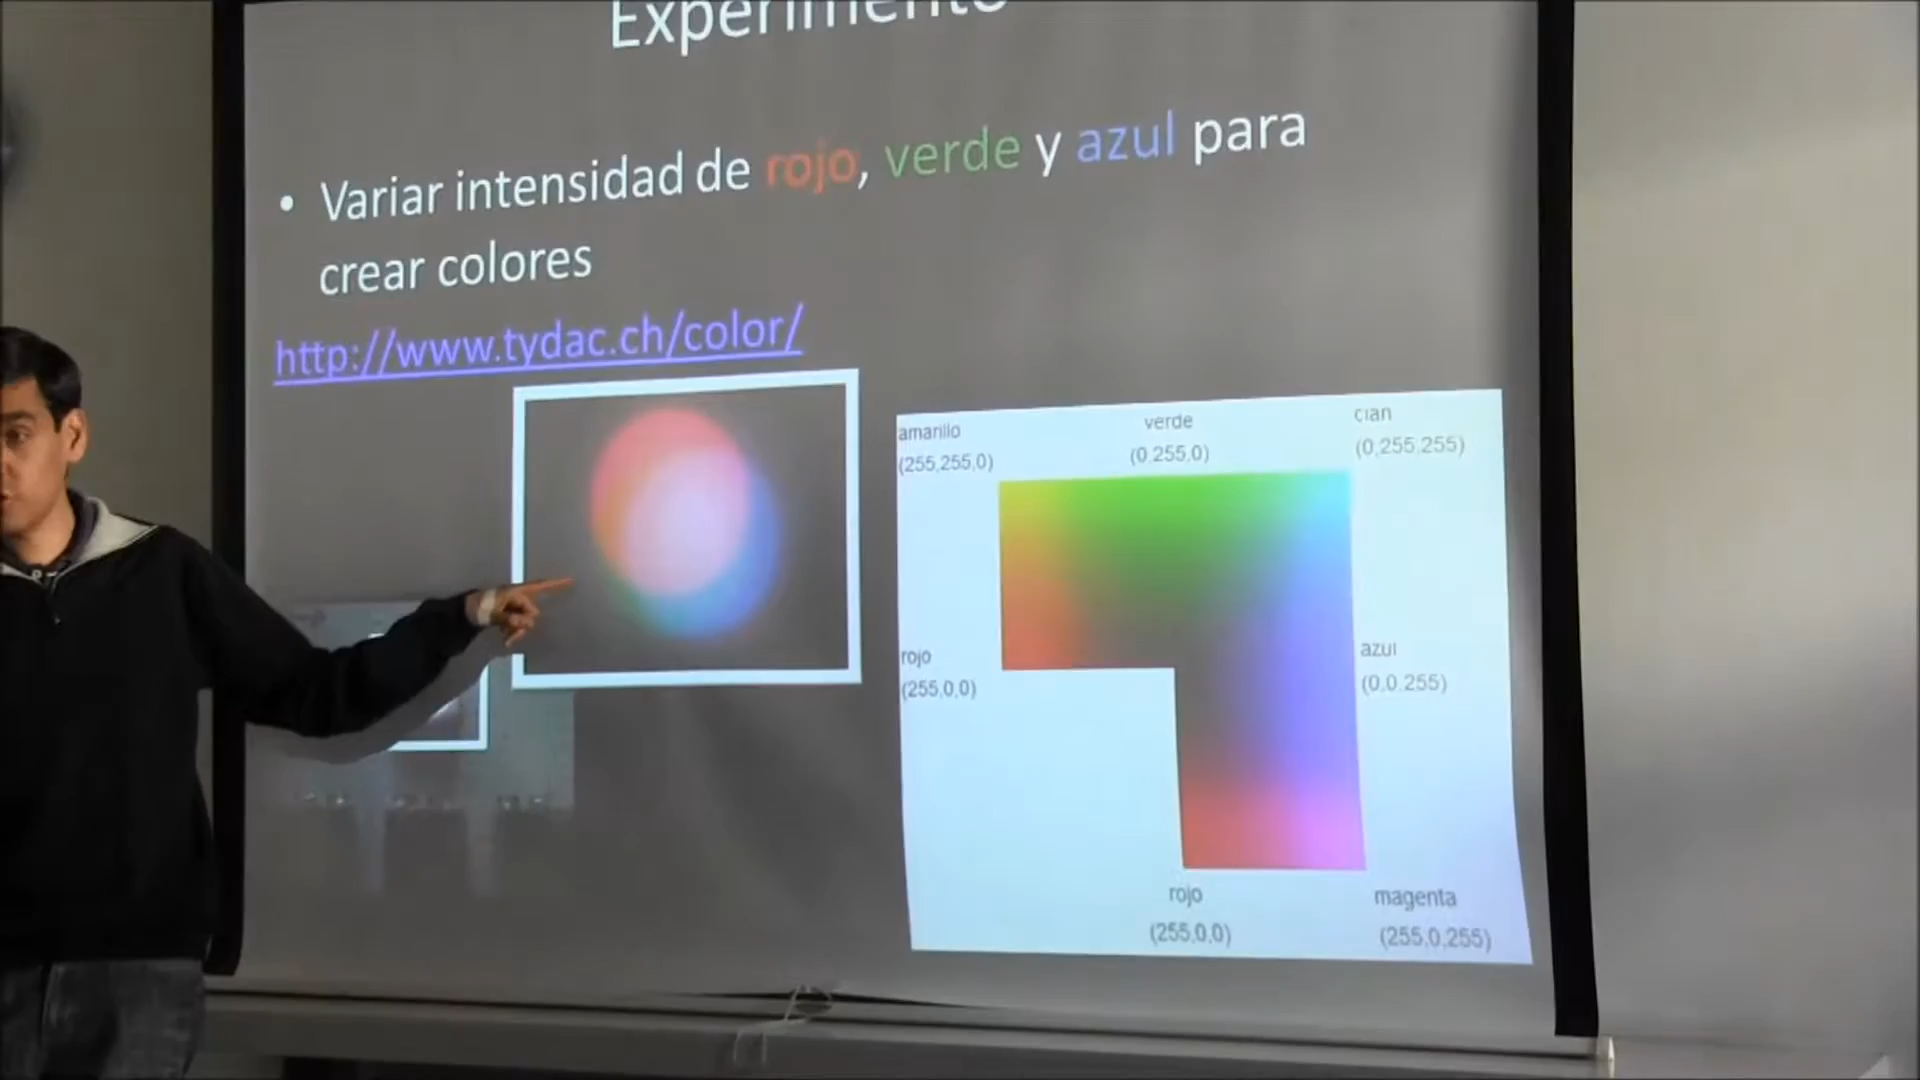 Experimento
• Variar intensidad de rojo, verde y azul para
crear colores
http://www.tydac.ch/color/
amarillo
(255,255,0)
verde
(0,255,0)
cian
(0,255,255)
rojo
(255,0,0)
azul
(0,0,255)
rojo
(255,0,0)
magenta
(255,0,255)